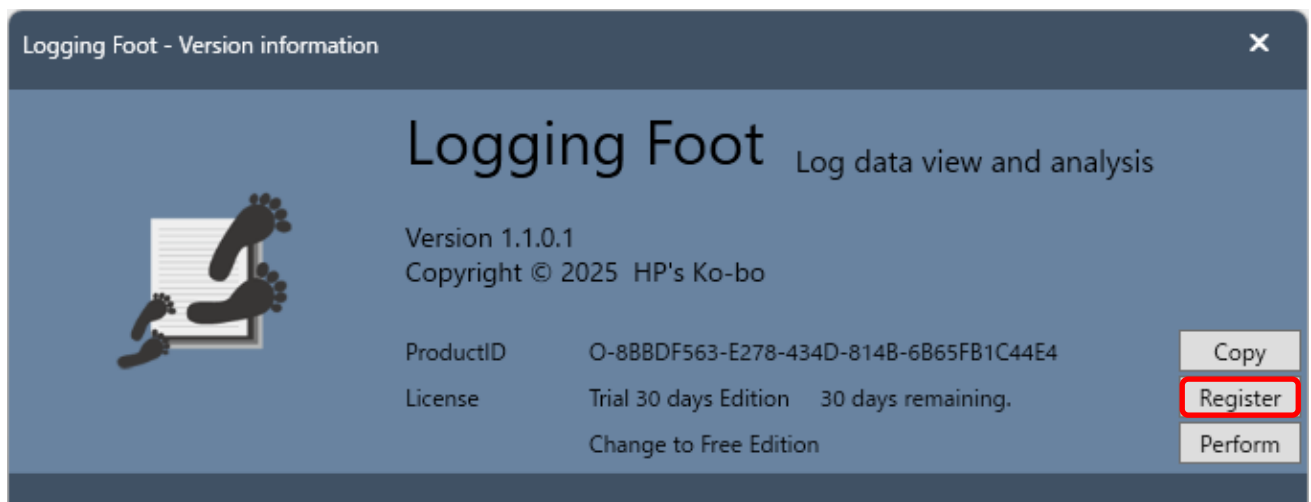 Logging Foot - Version information
Logging Foot Log data view and analysis
Version 1.1.0.1
Copyright © 2025 HP's Ko-bo
ProductID O-8BBDF563-E278-434D-814B-6B65FB1C44E4 Copy
License Trial 30 days Edition 30 days remaining. Register
Change to Free Edition Perform